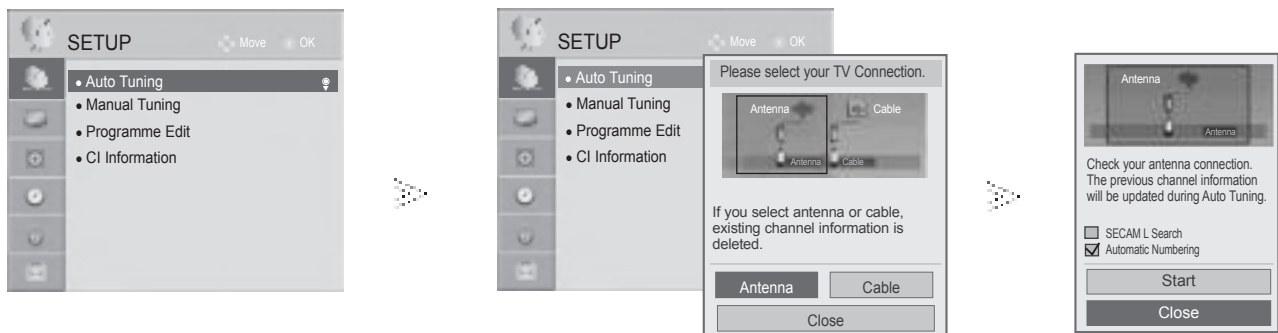 SETUP
Move OK
• Auto Tuning
• Manual Tuning
• Programme Edit
• CI Information
SETUP
Move OK
• Auto Tuning
• Manual Tuning
• Programme Edit
• CI Information
Please select your TV Connection.
Antenna Cable
Antenna Cable
If you select antenna or cable,
existing channel information is
deleted.
Antenna Cable
Close
Antenna
Antenna
Check your antenna connection.
The previous channel information
will be updated during Auto Tuning.
SECAM L Search
Automatic Numbering
Start
Close